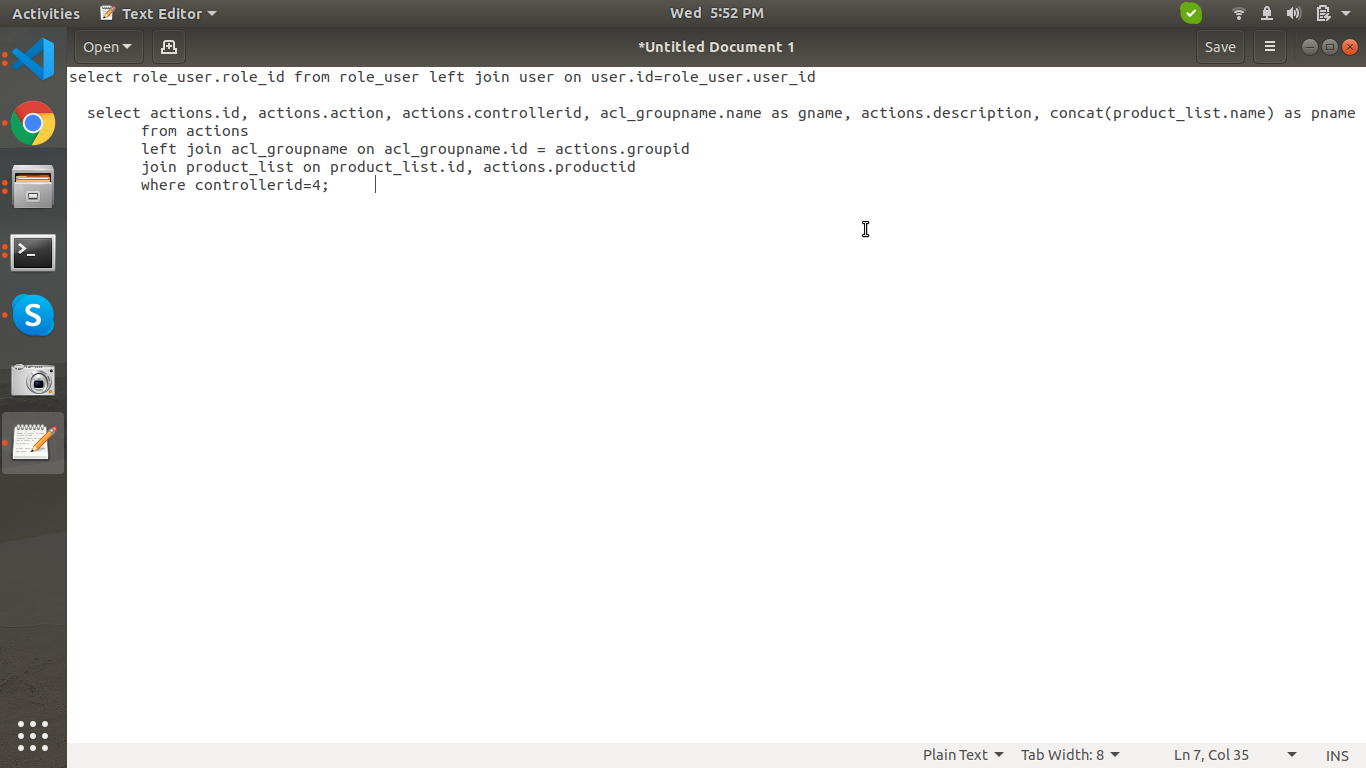 Activities Text Editor Wed 5:52 PM
Open *Untitled Document 1 Save
select role_user.role_id from role_user left join user on user.id=role_user.user_id
select actions.id, actions.action, actions.controllerid, acl_groupname.name as gname, actions.description, concat(product_list.name) as pname
from actions
left join acl_groupname on acl_groupname.id = actions.groupid
join product_list on product_list.id, actions.productid
where controllerid=4;
Plain Text Tab Width: 8 Ln 7, Col 35 INS